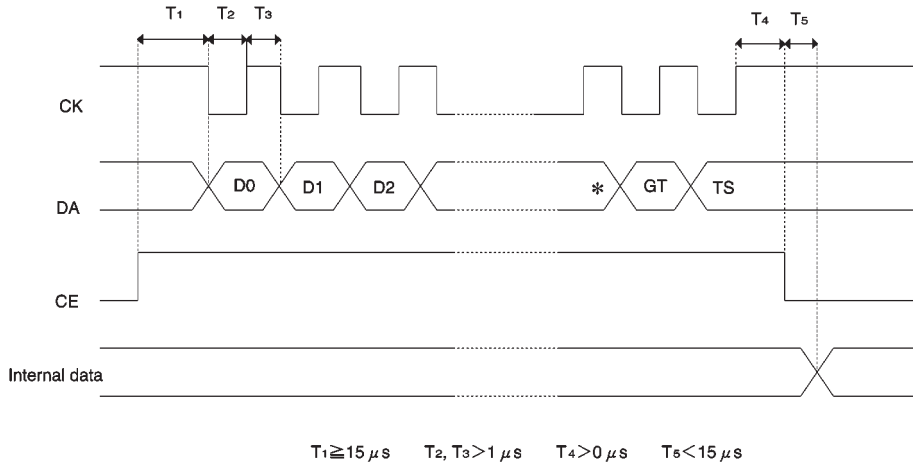 T1 T2 T3 T4 T5
CK
D0 D1 D2 * GT TS
DA
CE
Internal data
T1≧15 μs T2, T3>1 μs T4>0 μs T5<15 μs